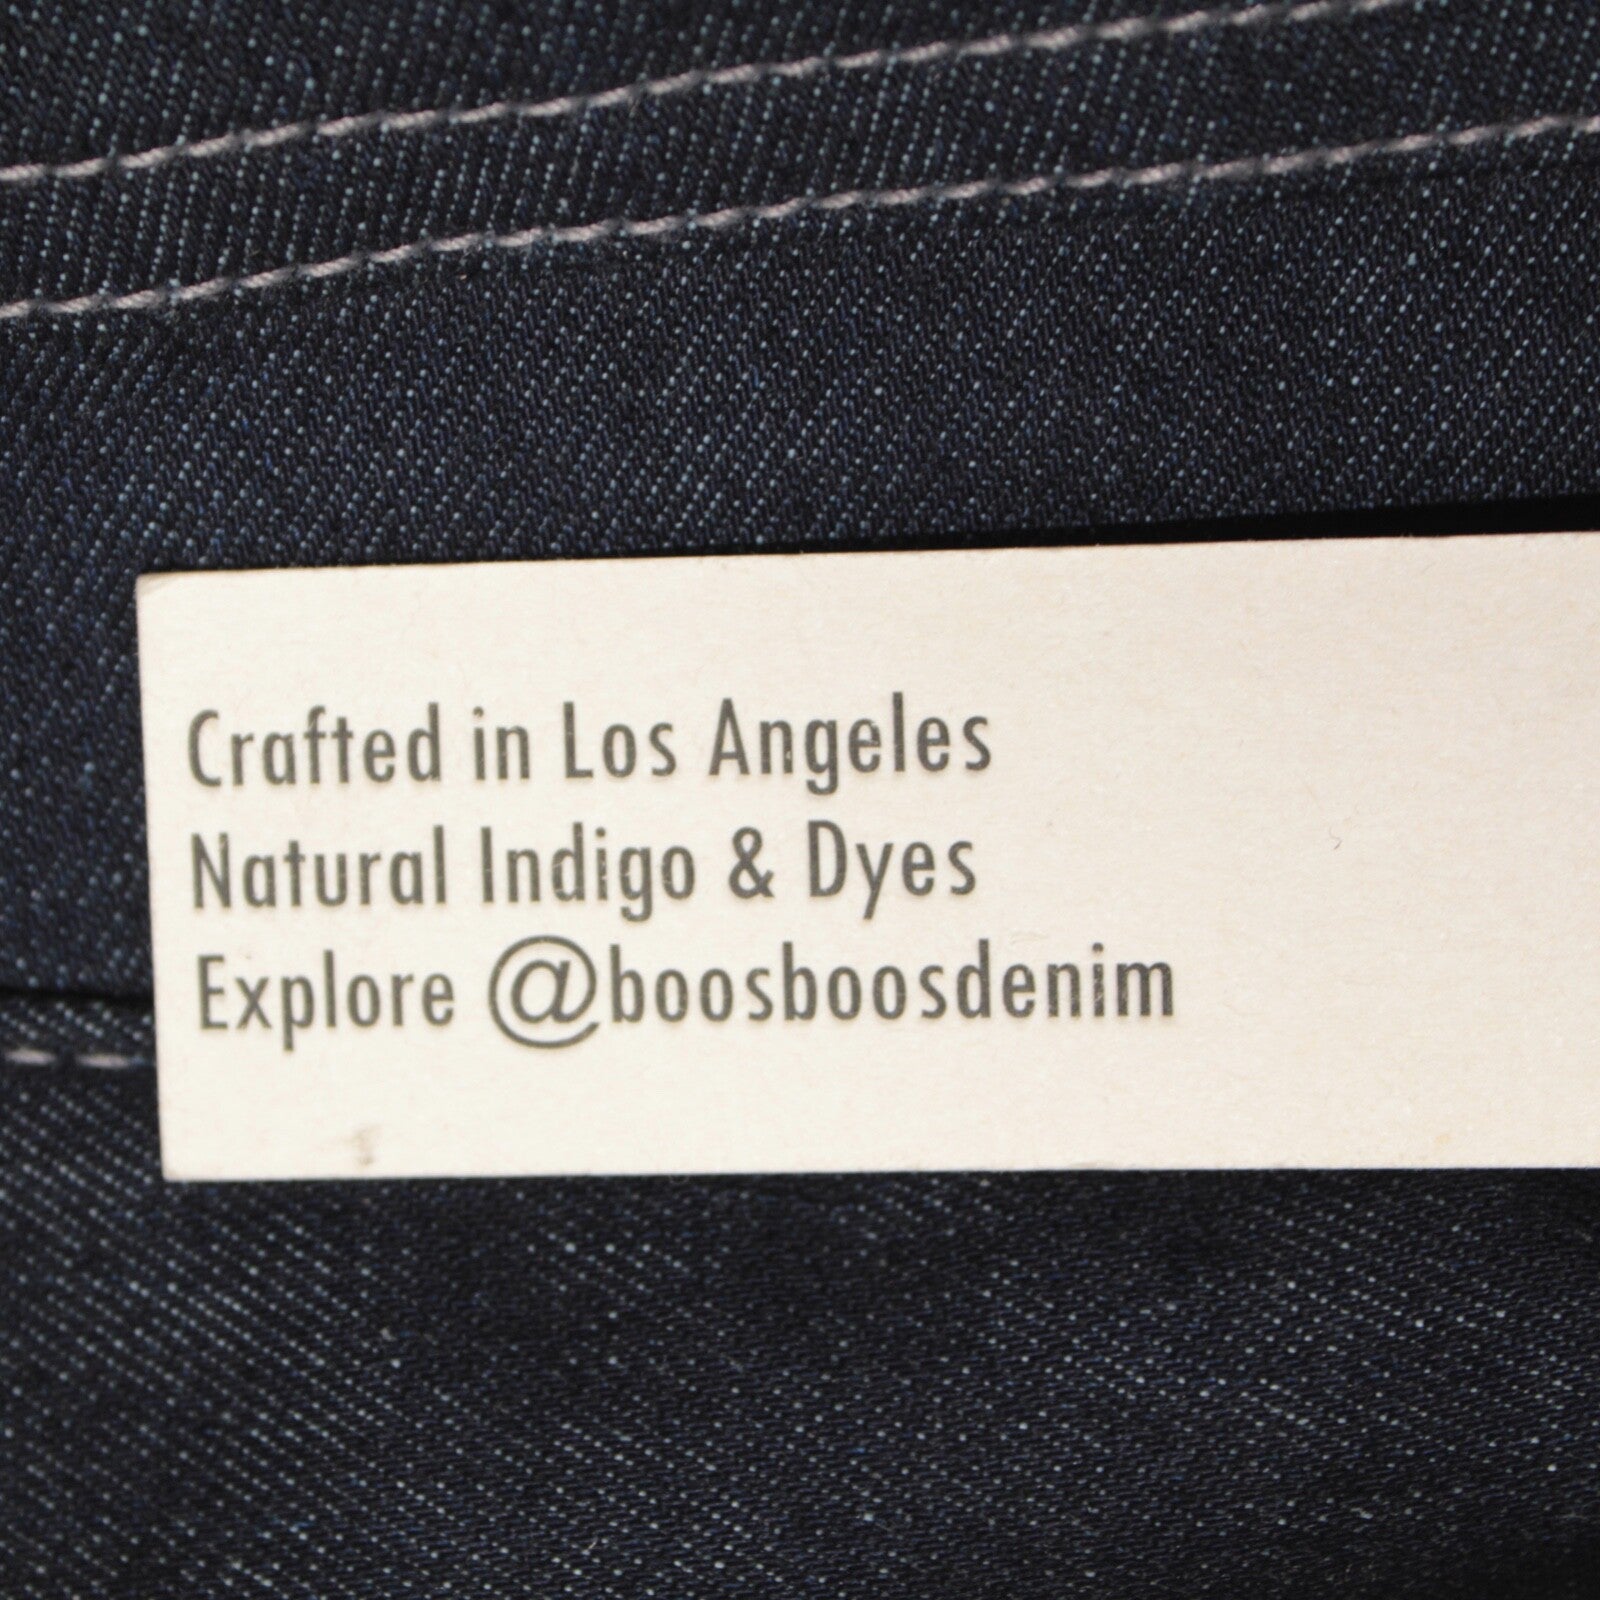 Crafted in Los Angeles
Natural Indigo & Dyes
Explore @boosboosdenim